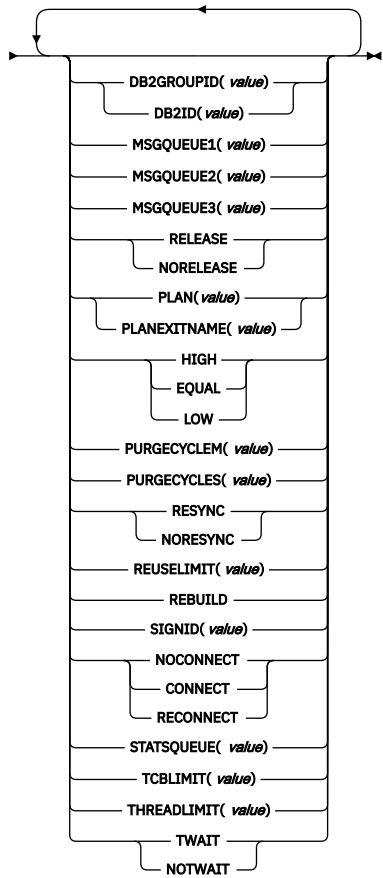 DB2GROUPID( value)
DB2ID( value)
MSGQUEUE1( value)
MSGQUEUE2( value)
MSGQUEUE3( value)
RELEASE
NORELEASE
PLAN( value)
PLANEXITNAME( value)
HIGH
EQUAL
LOW
PURGECYCLEM( value)
PURGECYCLES( value)
RESYNC
NORESYNC
REUSELIMIT( value)
REBUILD
SIGNID( value)
NOCONNECT
CONNECT
RECONNECT
STATSQUEUE( value)
TCBLIMIT( value)
THREADLIMIT( value)
TWAIT
NOTWAIT